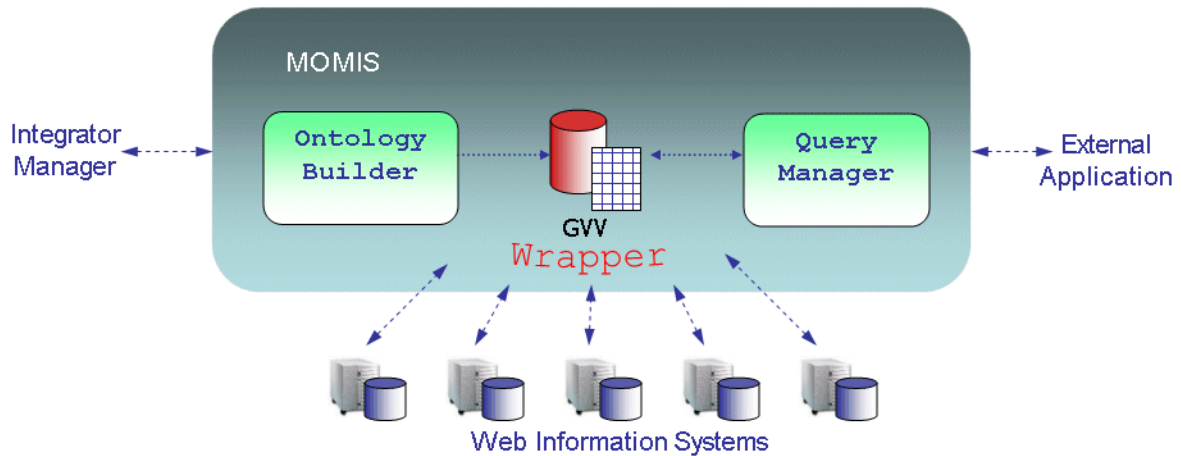 MOMIS
Integrator
Manager
Ontology
Builder
Query
Manager
External
Application
GVV
Wrapper
Web Information Systems